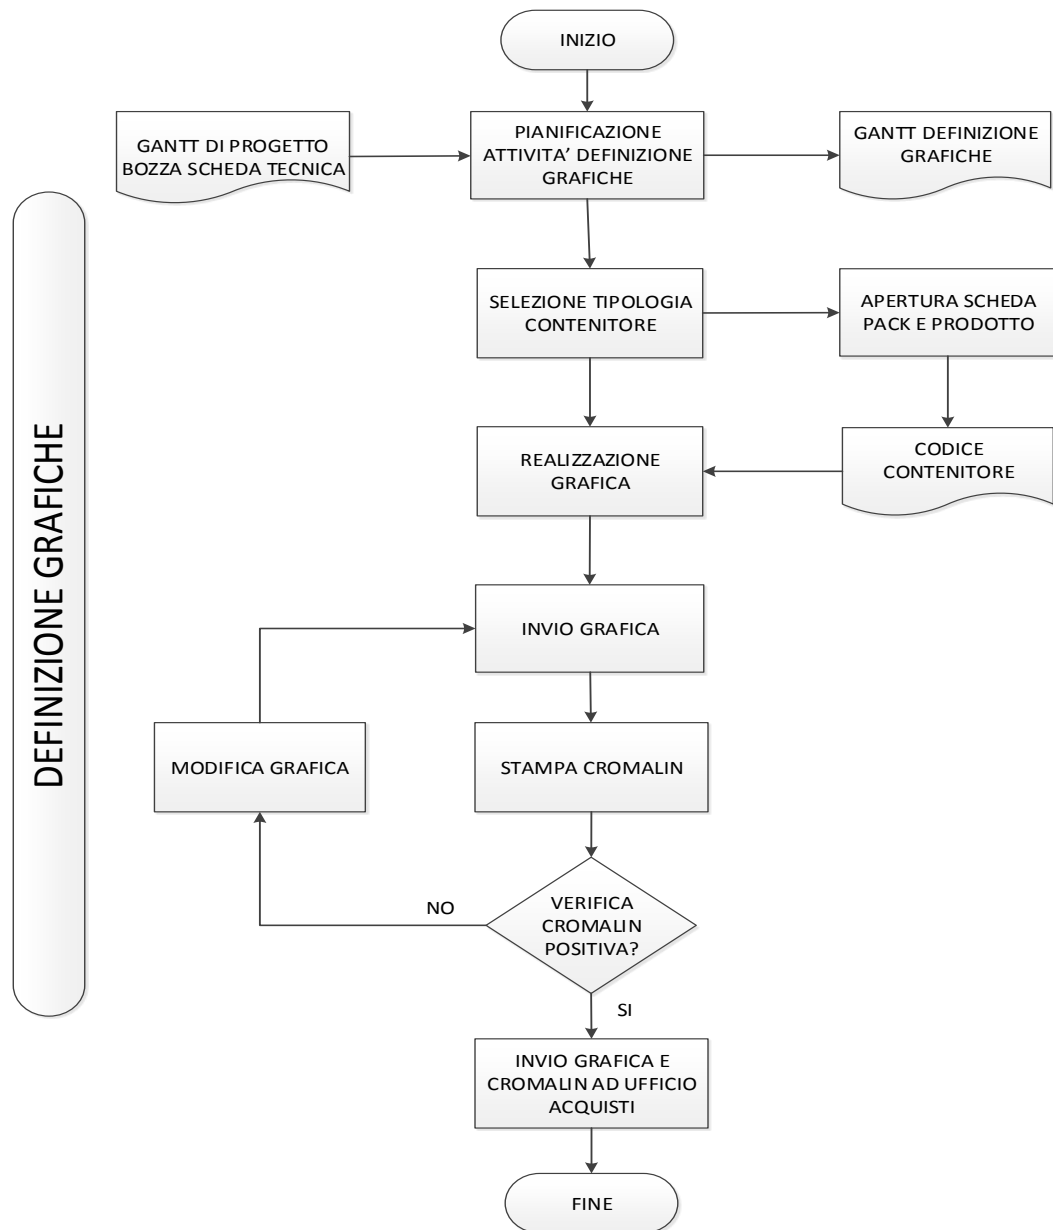 INIZIO
GANTT DI PROGETTO
BOZZA SCHEDA TECNICA
PIANIFICAZIONE
ATTIVITA' DEFINIZIONE
GRAFICHE
GANTT DEFINIZIONE
GRAFICHE
DEFINIZIONE GRAFICHE
SELEZIONE TIPOLOGIA
CONTENITORE
APERTURA SCHEDA
PACK E PRODOTTO
REALIZZAZIONE
GRAFICA
CODICE
CONTENITORE
INVIO GRAFICA
MODIFICA GRAFICA
STAMPA CROMALIN
NO
VERIFICA
CROMALIN
POSITIVA?
SI
INVIO GRAFICA E
CROMALIN AD UFFICIO
ACQUISTI
FINE